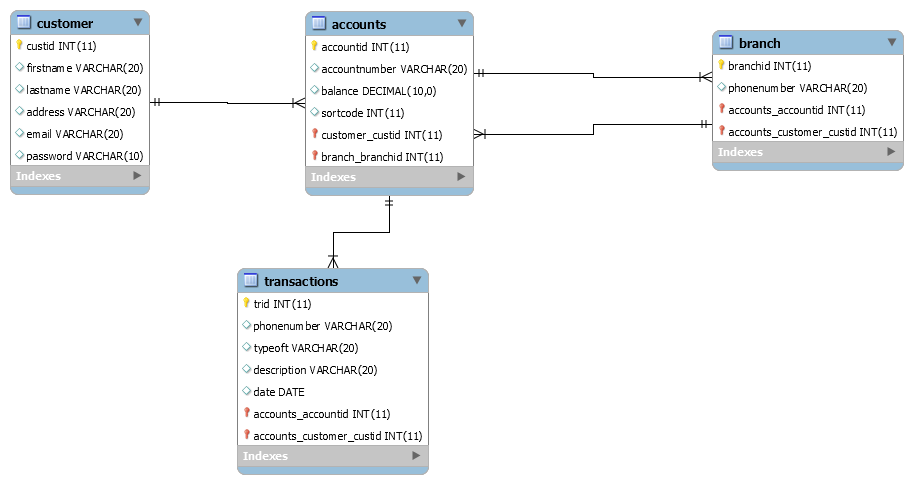 customer
custid INT(11)
firstname VARCHAR(20)
lastname VARCHAR(20)
address VARCHAR(20)
email VARCHAR(20)
password VARCHAR(10)
Indexes
accounts
accountid INT(11)
accountnumber VARCHAR(20)
balance DECIMAL(10,0)
sortcode INT(11)
customer_custid INT(11)
branch_branchid INT(11)
Indexes
branch
branchid INT(11)
phonenumber VARCHAR(20)
accounts_accountid INT(11)
accounts_customer_custid INT(11)
Indexes
transactions
trid INT(11)
phonenumber VARCHAR(20)
typeoft VARCHAR(20)
description VARCHAR(20)
date DATE
accounts_accountid INT(11)
accounts_customer_custid INT(11)
Indexes